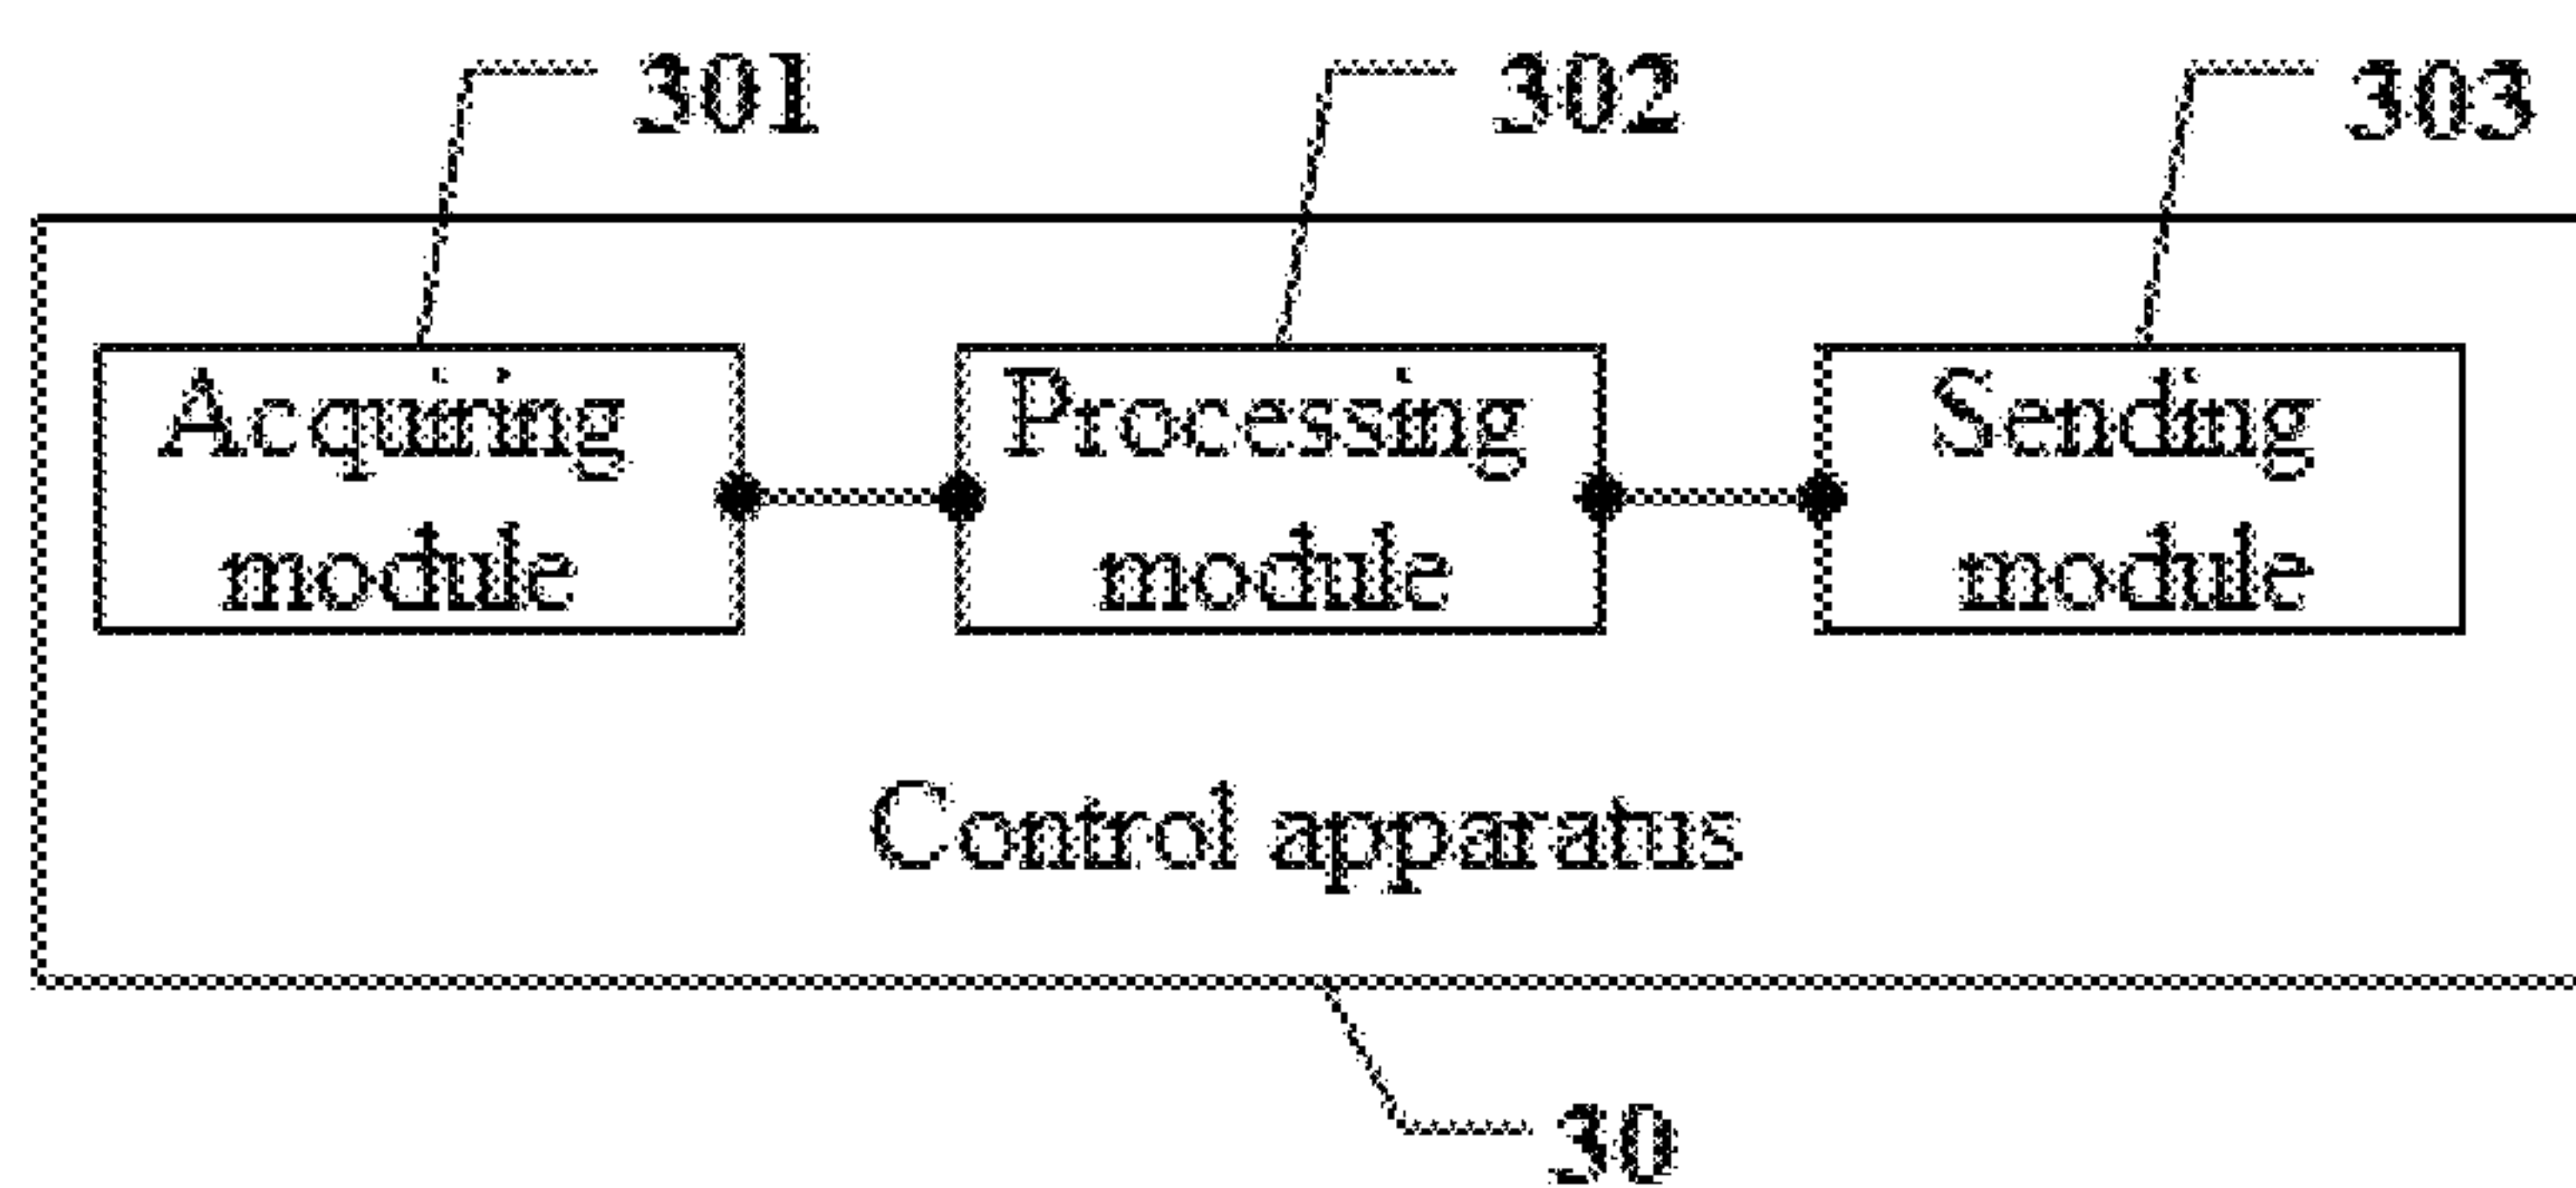 301 302 303
Acquiring Processing Sending
module module module
Control apparatus
30